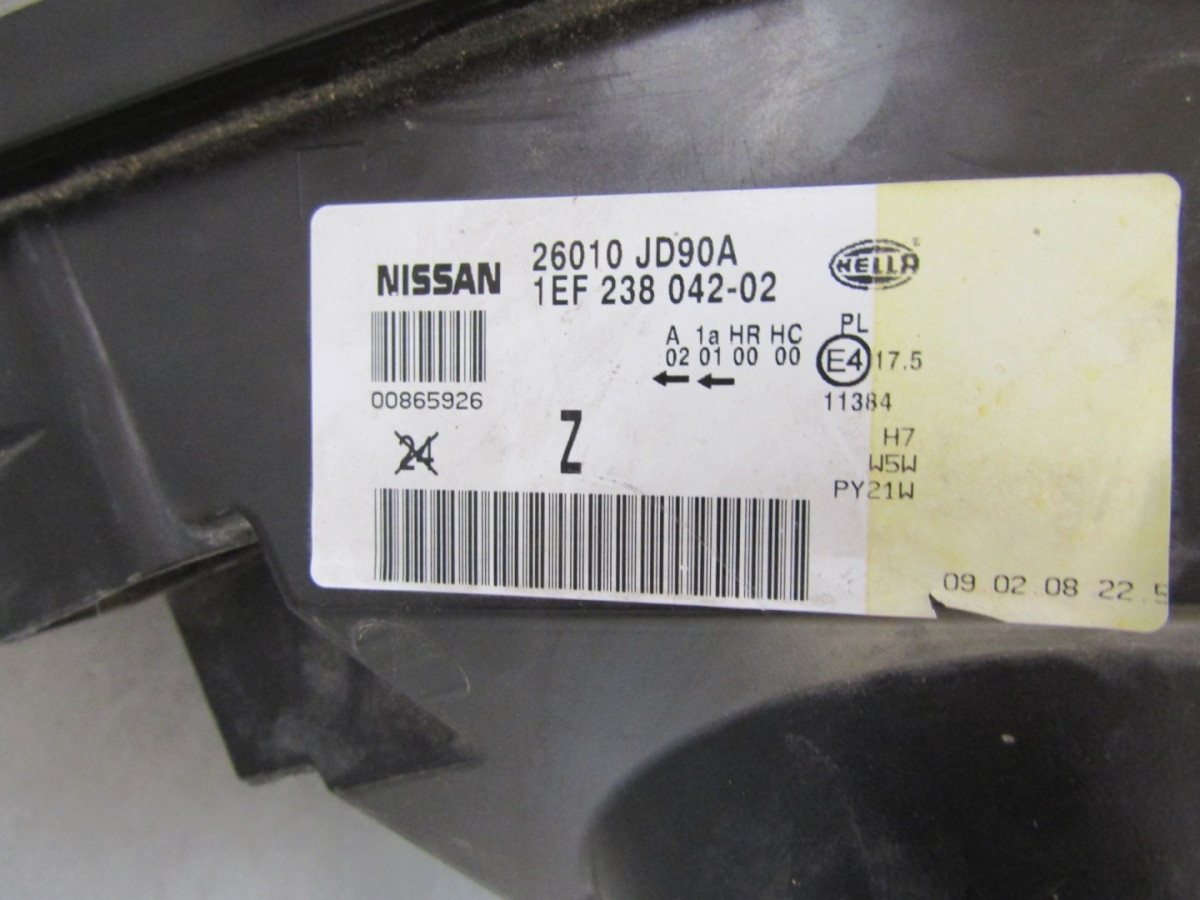 NISSAN
26010 JD90A
1EF 238 042-02
HELLA
00865926
A 1a HR HC
02 01 00 00
PL
E4 17.5
11384
24
Z
H7
W5W
PY21W
09 02 08 22.5